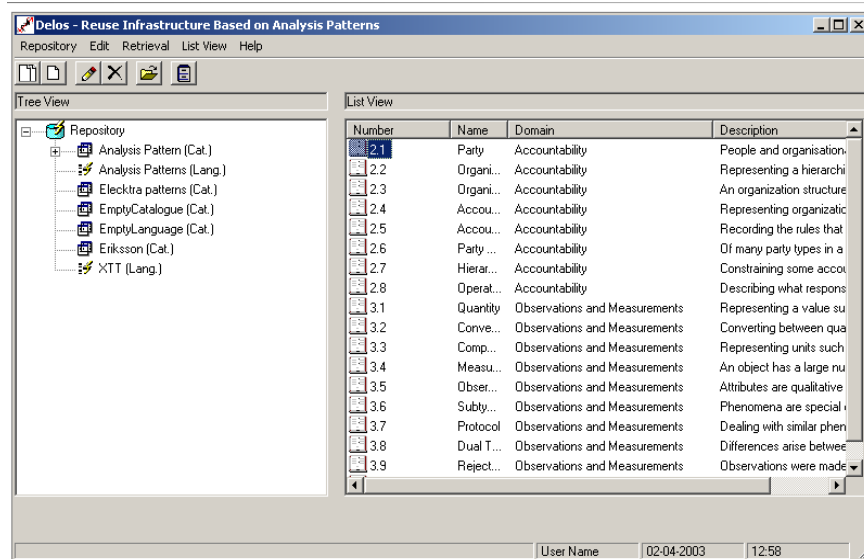 Delos - Reuse Infrastructure Based on Analysis Patterns
Repository Edit Retrieval List View Help
Tree View
List View
Repository
Analysis Pattern (Cat.)
Analysis Patterns (Lang.)
Elecktra patterns (Cat.)
EmptyCatalogue (Cat.)
EmptyLanguage (Cat.)
Eriksson (Cat.)
XTT (Lang.)
Number Name Domain Description
2.1 Party Accountability People and organisation
2.2 Organi... Accountability Representing a hierarchi
2.3 Organi... Accountability An organization structure
2.4 Accou... Accountability Representing organizatic
2.5 Accou... Accountability Recording the rules that
2.6 Party ... Accountability Of many party types in a
2.7 Hierar... Accountability Constraining some accou
2.8 Operat... Accountability Describing what respons
3.1 Quantity Observations and Measurements Representing a value su
3.2 Conve... Observations and Measurements Converting between qua
3.3 Comp... Observations and Measurements Representing units such
3.4 Measu... Observations and Measurements An object has a large nu
3.5 Obser... Observations and Measurements Attributes are qualitative
3.6 Subty... Observations and Measurements Phenomena are special
3.7 Protocol Observations and Measurements Dealing with similar phen
3.8 Dual T... Observations and Measurements Differences arise betwee
3.9 Reject... Observations and Measurements Observations were made
User Name 02-04-2003 12:58